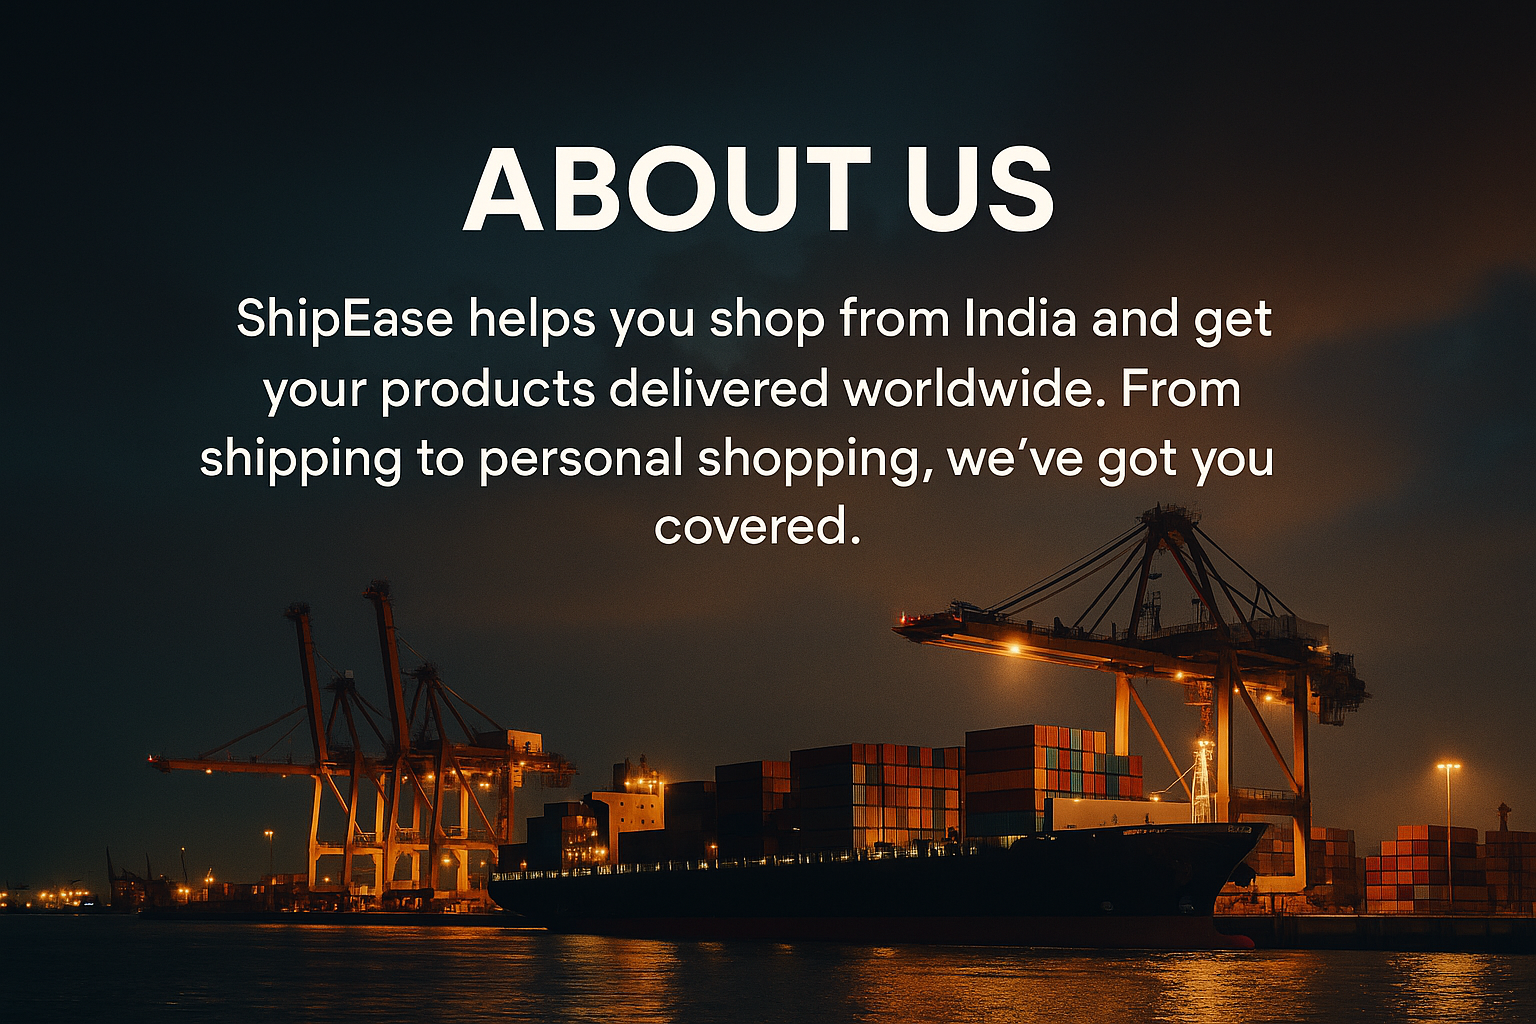 ABOUT US
ShipEase helps you shop from India and get
your products delivered worldwide. From
shipping to personal shopping, we’ve got you
covered.